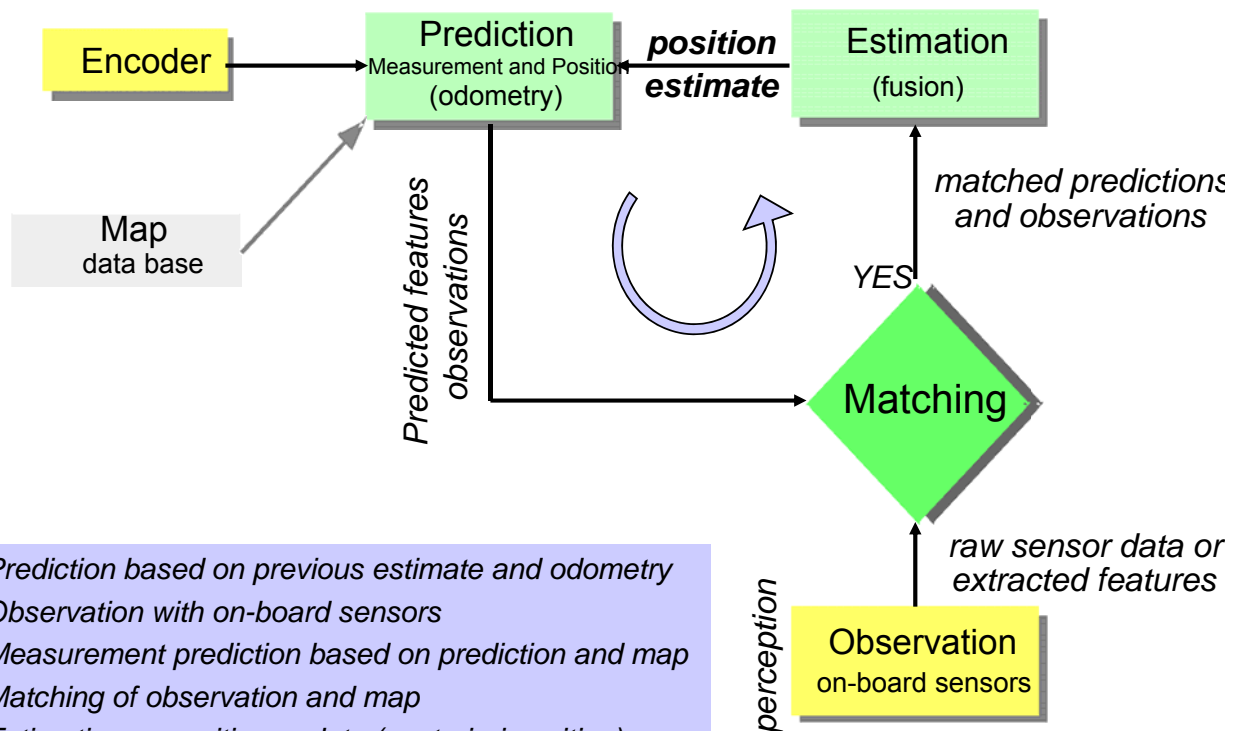 Encoder
Prediction
Measurement and Position
(odometry)
position
estimate
Estimation
(fusion)
Map
data base
Predicted features
observations
matched predictions
and observations
YES
Matching
raw sensor data or
extracted features
Prediction based on previous estimate and odometry
Observation with on-board sensors
Measurement prediction based on prediction and map
Matching of observation and map
perception
Observation
on-board sensors